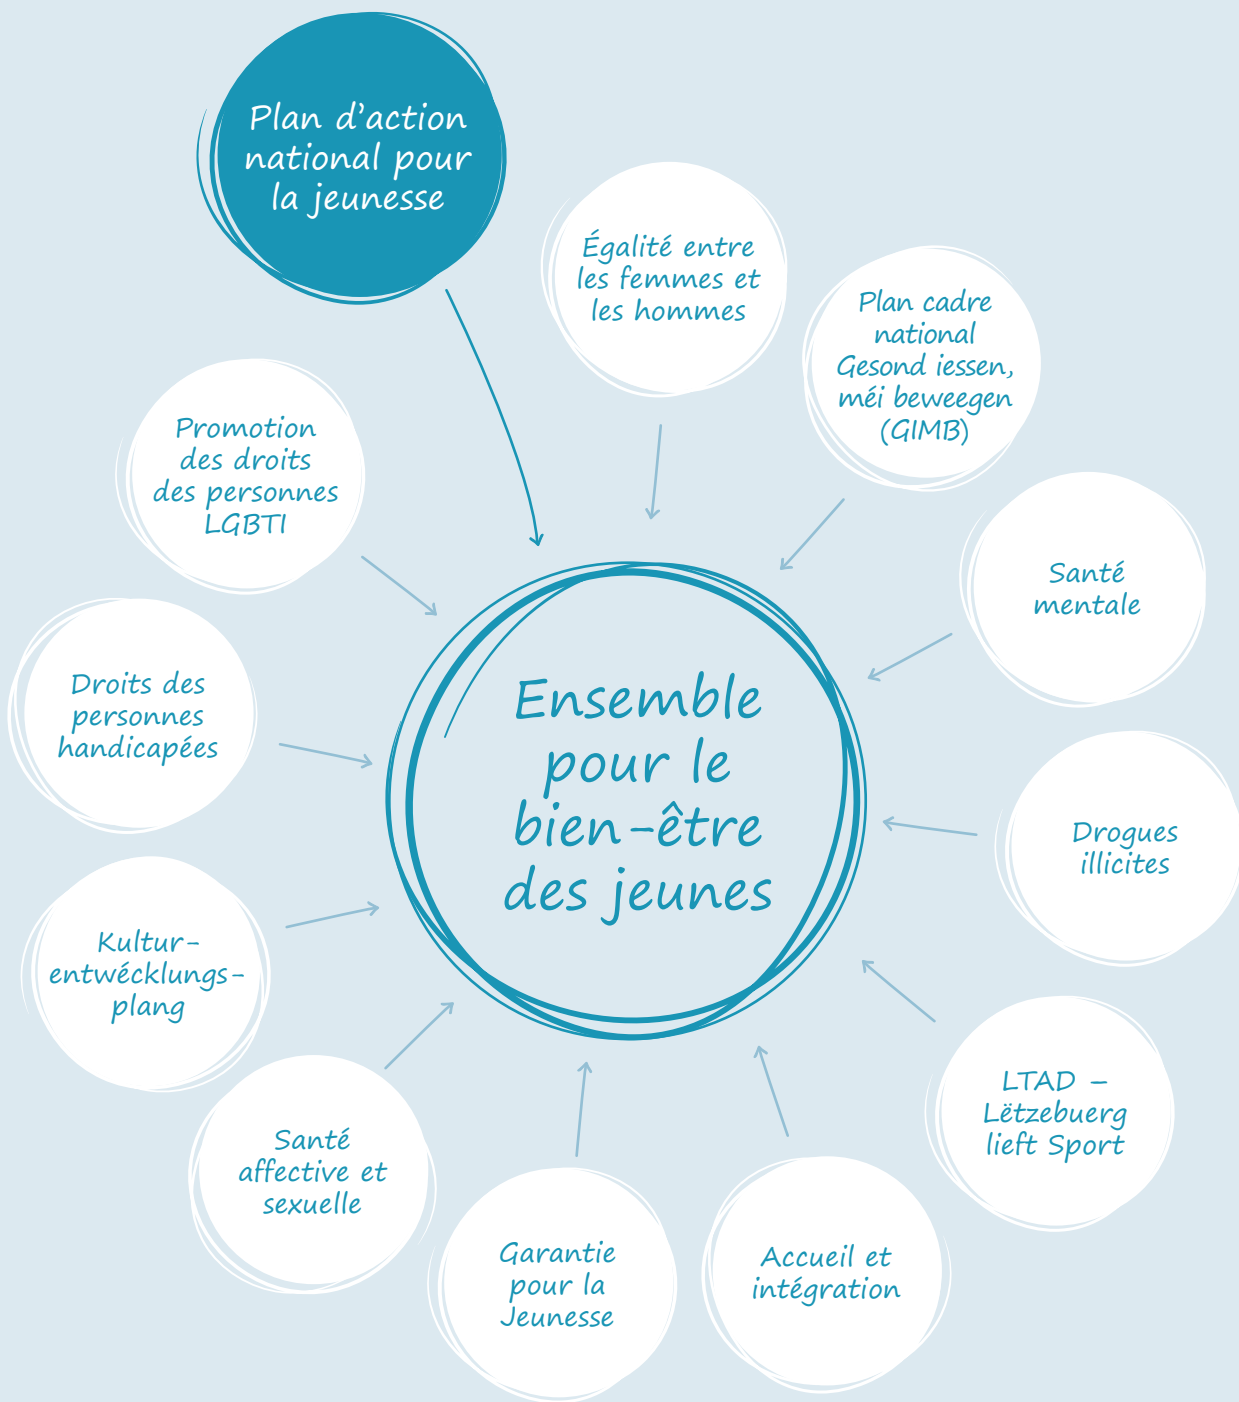 Plan d’action
national pour
la jeunesse
Égalité entre
les femmes et
les hommes
Plan cadre
national
Gesond iessen,
méi beweegen
(GIMB)
Santé
mentale
Drogues
illicites
LTAD –
Lëtzebuerg
lieft Sport
Accueil et
intégration
Garantie
pour la
Jeunesse
Santé
affective et
sexuelle
Kultur-
entwécklungs-
plang
Droits des
personnes
handicapées
Promotion
des droits
des personnes
LGBTI
Ensemble
pour le
bien-être
des jeunes